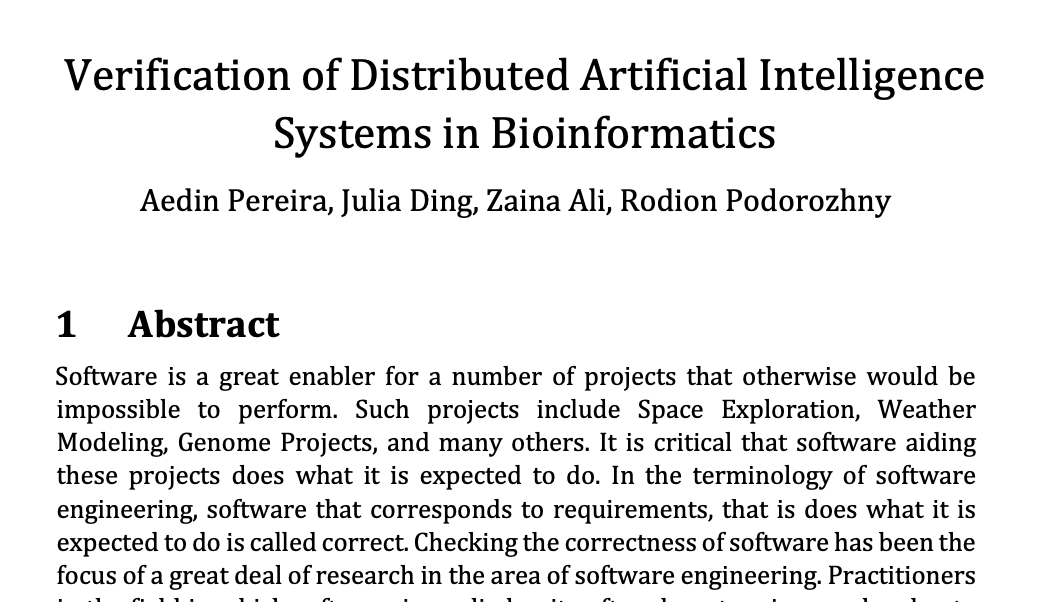 Verification of Distributed Artificial Intelligence
Systems in Bioinformatics
Aedin Pereira, Julia Ding, Zaina Ali, Rodion Podorozhny
1 Abstract
Software is a great enabler for a number of projects that otherwise would be
impossible to perform. Such projects include Space Exploration, Weather
Modeling, Genome Projects, and many others. It is critical that software aiding
these projects does what it is expected to do. In the terminology of software
engineering, software that corresponds to requirements, that is does what it is
expected to do is called correct. Checking the correctness of software has been the
focus of a great deal of research in the area of software engineering. Practitioners